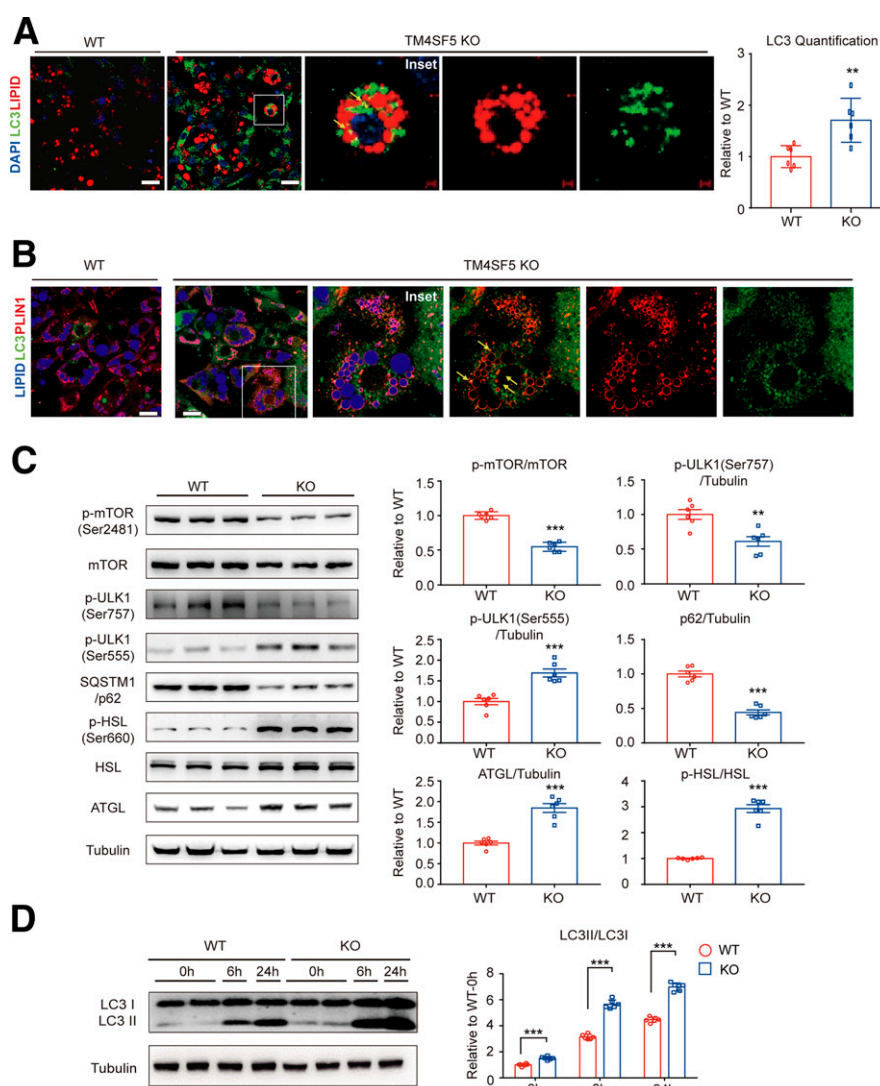 A
WT
TM4SF5 KO
LC3 Quantification
DAPI LC3LIPID
Inset
Relative to WT
3
2
1
0
**
WT
KO
B
WT
TM4SF5 KO
LIPID LC3PLIN1
Inset
C
WT
KO
p-mTOR
(Ser2481)
mTOR
p-ULK1
(Ser757)
p-ULK1
(Ser555)
SQSTM1
/p62
p-HSL
(Ser660)
HSL
ATGL
Tubulin
p-mTOR/mTOR
Relative to WT
1.5
1.0
0.5
0.0
***
WT
KO
p-ULK1(Ser757)
/Tubulin
1.5
1.0
0.5
0.0
**
WT
KO
p-ULK1(Ser555)
/Tubulin
Relative to WT
2.5
2.0
1.5
1.0
0.5
0.0
***
WT
KO
p62/Tubulin
1.5
1.0
0.5
0.0
***
WT
KO
ATGL/Tubulin
Relative to WT
2.5
2.0
1.5
1.0
0.5
0.0
***
WT
KO
p-HSL/HSL
4
3
2
1
0
***
WT
KO
D
WT
KO
0h
6h
24h
0h
6h
24h
LC3 I
LC3 II
Tubulin
LC3II/LC3I
Relative to WT-0h
8
6
4
2
0
***
***
***
WT
KO